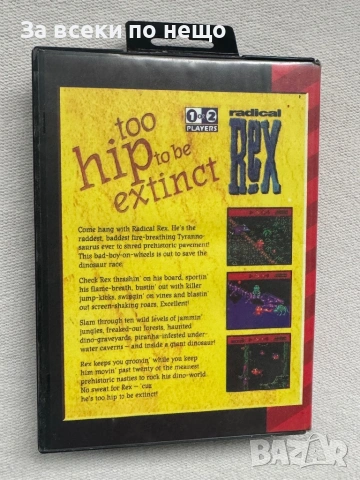 За всеки по нещо
too
hip to be
extinct
1 or 2
PLAYERS
radical
Rex
Come hang with Radical Rex. He's the
raddest, baddest fire-breathing Tyranno-
saurus ever to shred prehistoric pavement!
This bad-boy-on-wheels is out to save the
dinosaur race.
Check Rex thrashin' on his board, sportin'
his flame-breath, bustin' out with killer
jump-kicks, swingin' on vines and blastin'
out screen-shaking roars. Excellent!
Slam through ten wild levels of jammin'
jungles, freaked-out forests, haunted
dino-graveyards, piranha-infested under-
water caverns – and inside a giant dinosaur!
Rex keeps you groovin' while you keep
him movin' past twenty of the meanest
prehistoric nasties to rock his dino-world.
No sweat for Rex – 'cuz
he's too hip to be extinct!
BAZAR